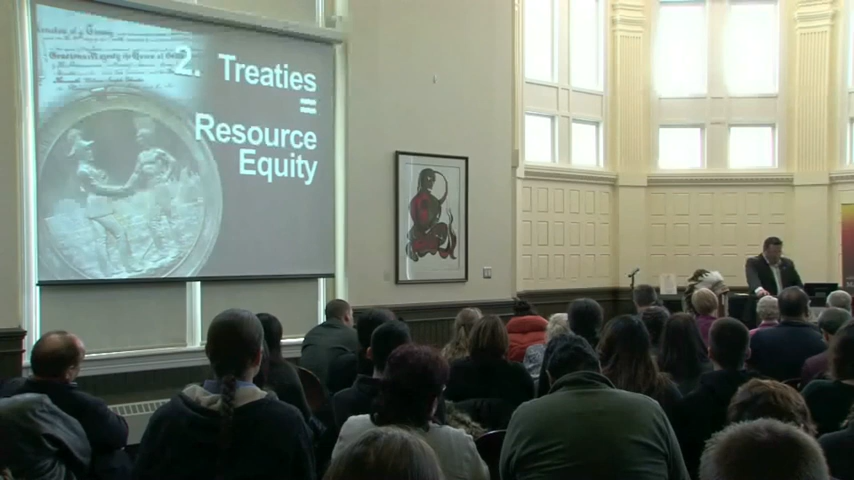 2. Treaties
=
Resource
Equity